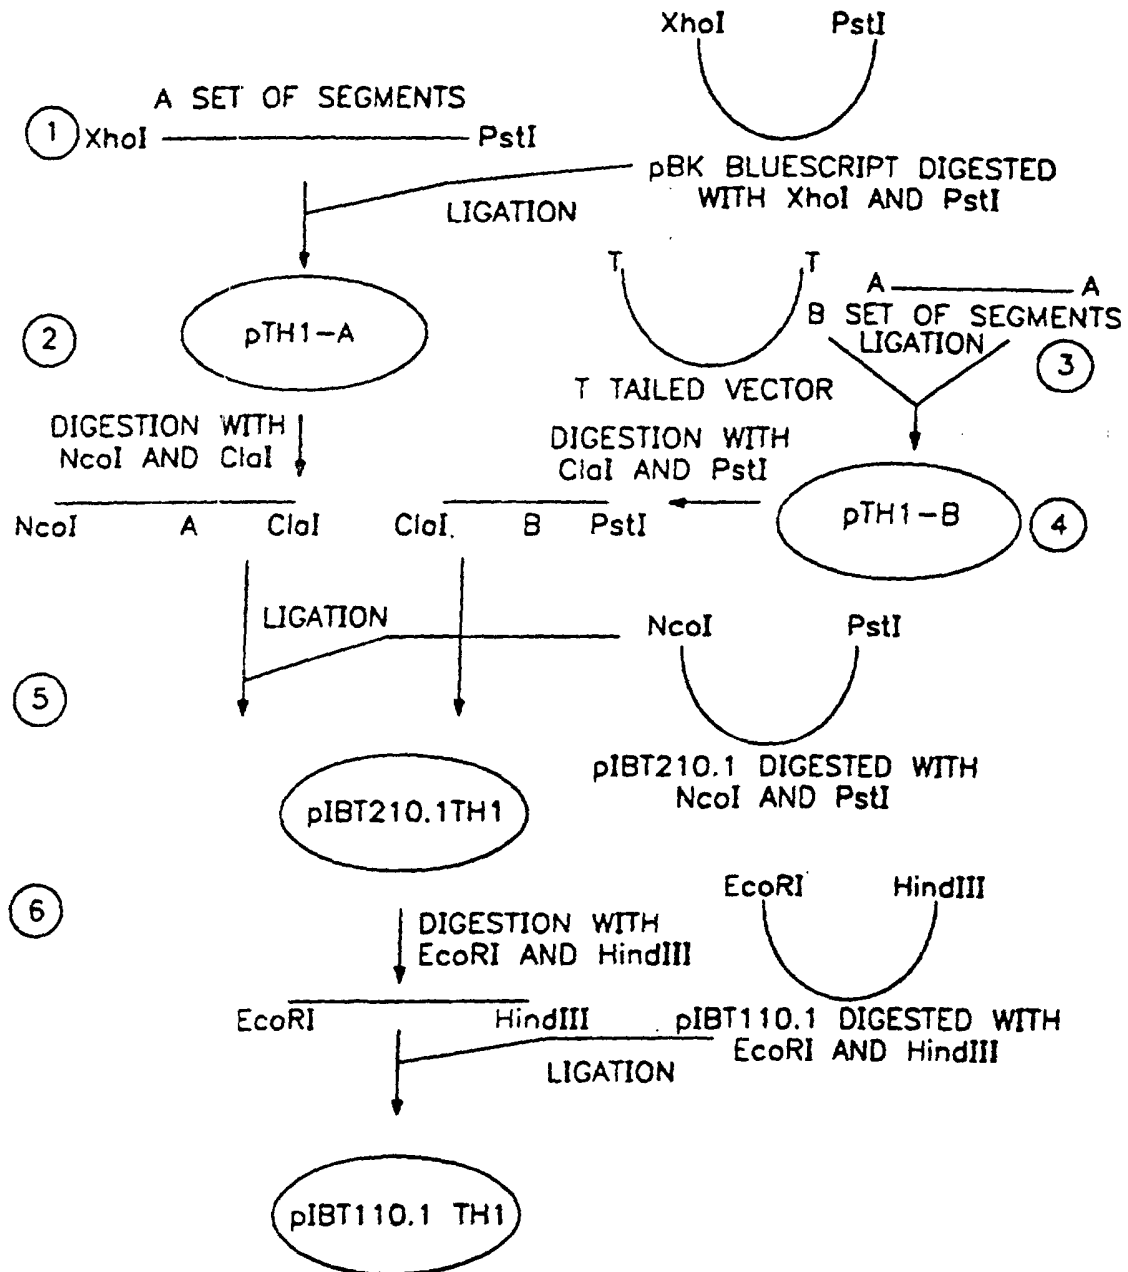 XhoI PstI
A SET OF SEGMENTS
1 XhoI PstI
pBK BLUESCRIPT DIGESTED
WITH XhoI AND PstI
LIGATION
T T
A A
B SET OF SEGMENTS
LIGATION
3
2
pTH1-A
T TAILED VECTOR
DIGESTION WITH
NcoI AND ClaI
DIGESTION WITH
ClaI AND PstI
NcoI A ClaI
ClaI B PstI
pTH1-B
4
LIGATION
NcoI PstI
5
pIBT210.1 DIGESTED WITH
NcoI AND PstI
pIBT210.1TH1
6
EcoRI HindIII
DIGESTION WITH
EcoRI AND HindIII
EcoRI HindIII
pIBT110.1 DIGESTED WITH
EcoRI AND HindIII
LIGATION
pIBT110.1 TH1